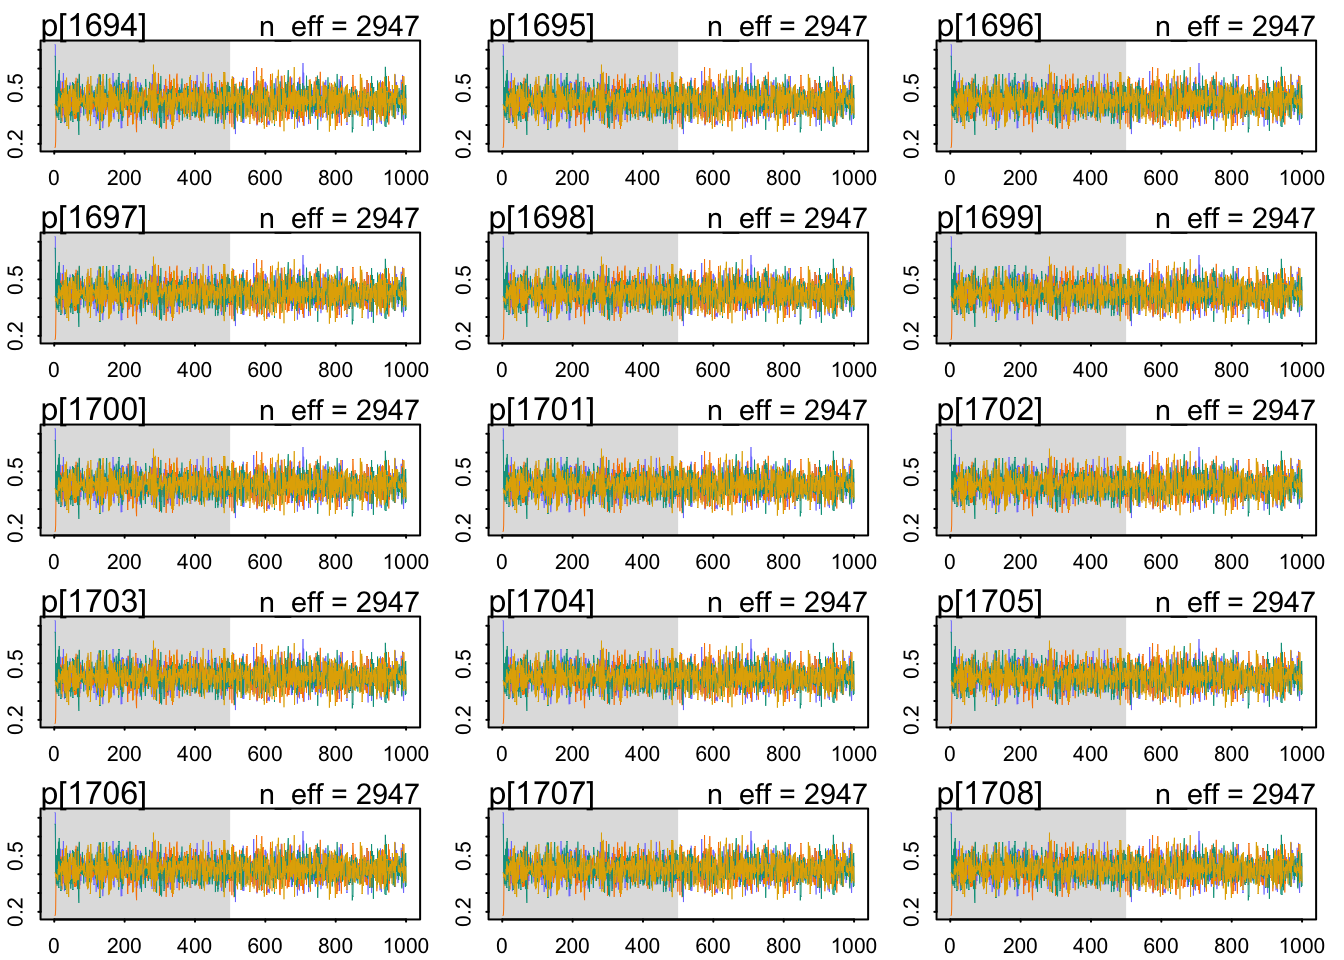 p[1694] n_eff = 2947 p[1695] n_eff = 2947 p[1696] n_eff = 2947
0.2 0.5 0.2 0.5 0.2 0.5
0 200 400 600 800 1000 0 200 400 600 800 1000 0 200 400 600 800 1000
p[1697] n_eff = 2947 p[1698] n_eff = 2947 p[1699] n_eff = 2947
0.2 0.5 0.2 0.5 0.2 0.5
0 200 400 600 800 1000 0 200 400 600 800 1000 0 200 400 600 800 1000
p[1700] n_eff = 2947 p[1701] n_eff = 2947 p[1702] n_eff = 2947
0.2 0.5 0.2 0.5 0.2 0.5
0 200 400 600 800 1000 0 200 400 600 800 1000 0 200 400 600 800 1000
p[1703] n_eff = 2947 p[1704] n_eff = 2947 p[1705] n_eff = 2947
0.2 0.5 0.2 0.5 0.2 0.5
0 200 400 600 800 1000 0 200 400 600 800 1000 0 200 400 600 800 1000
p[1706] n_eff = 2947 p[1707] n_eff = 2947 p[1708] n_eff = 2947
0.2 0.5 0.2 0.5 0.2 0.5
0 200 400 600 800 1000 0 200 400 600 800 1000 0 200 400 600 800 1000